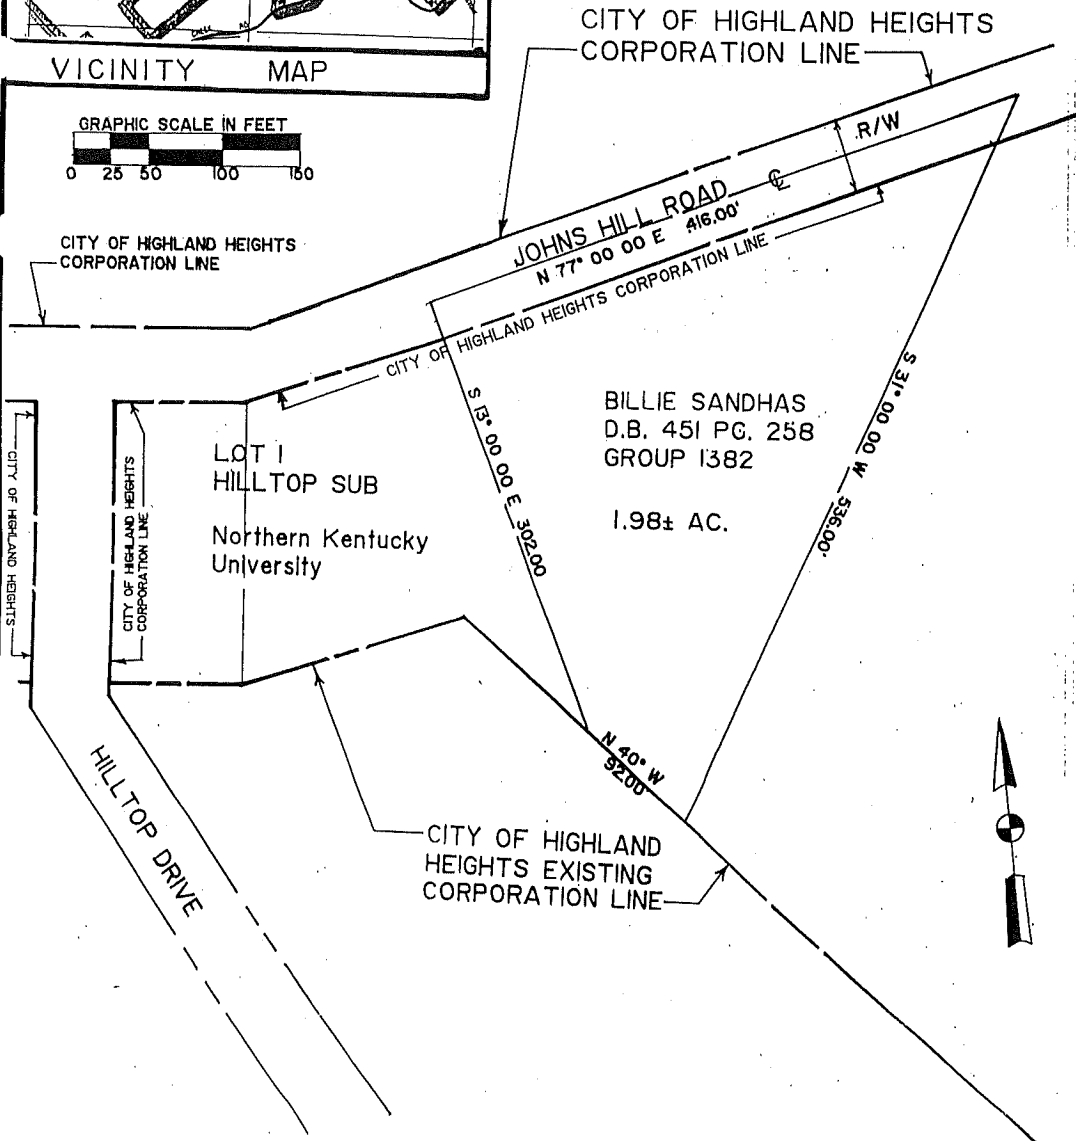 CITY OF HIGHLAND HEIGHTS
CORPORATION LINE
VICINITY MAP
GRAPHIC SCALE IN FEET
0 25 50 100 150
R/W
℄
JOHNS HILL ROAD
N 77° 00 00 E 416.00'
CITY OF HIGHLAND HEIGHTS
CORPORATION LINE
CITY OF HIGHLAND HEIGHTS CORPORATION LINE
S 13° 00 00 E 302.00
S 31° 00 00 W 536.00'
BILLIE SANDHAS
D.B. 451 PG. 258
GROUP 1382
1.98± AC.
LOT 1
HILLTOP SUB
Northern Kentucky
University
CITY OF HIGHLAND HEIGHTS
CITY OF HIGHLAND HEIGHTS
CORPORATION LINE
N 40° W
92.00'
HILLTOP DRIVE
CITY OF HIGHLAND
HEIGHTS EXISTING
CORPORATION LINE